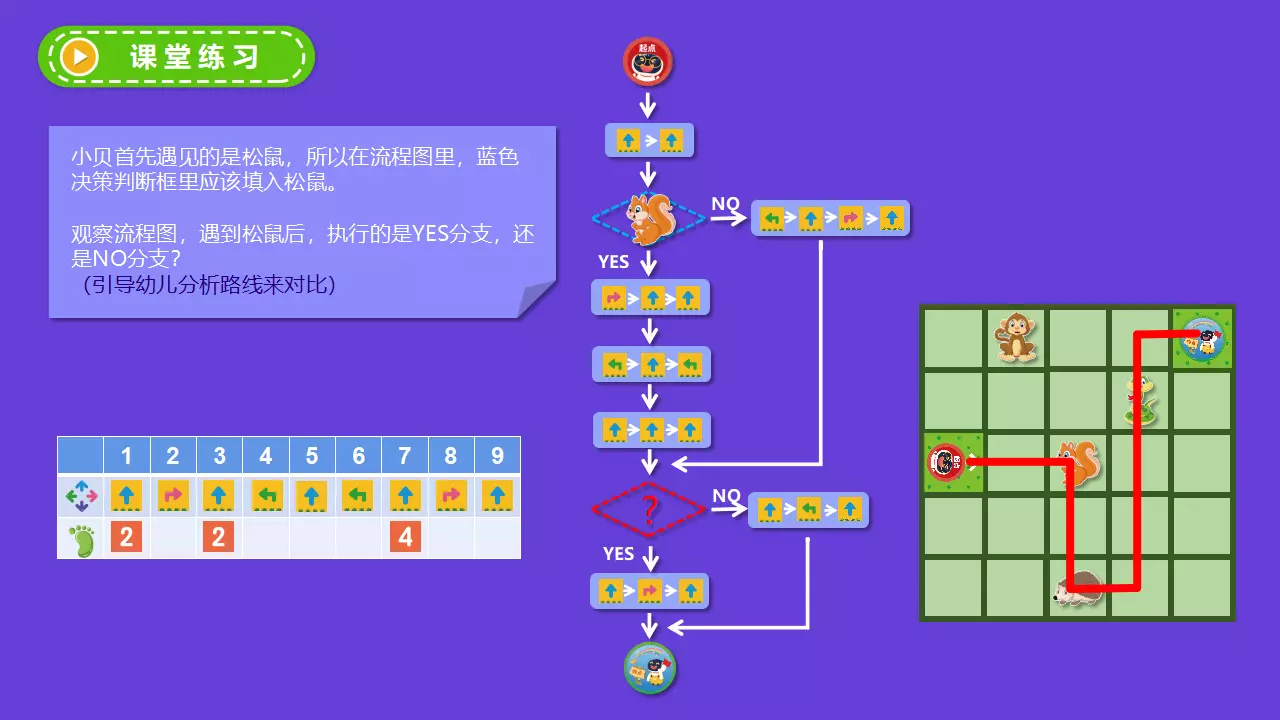 课堂练习
小贝首先遇见的是松鼠，所以在流程图里，蓝色
决策判断框里应该填入松鼠。
观察流程图，遇到松鼠后，执行的是YES分支，还
是NO分支？
（引导幼儿分析路线来对比）
1 2 3 4 5 6 7 8 9
2 2 4
起点
NO
YES
?
NO
YES